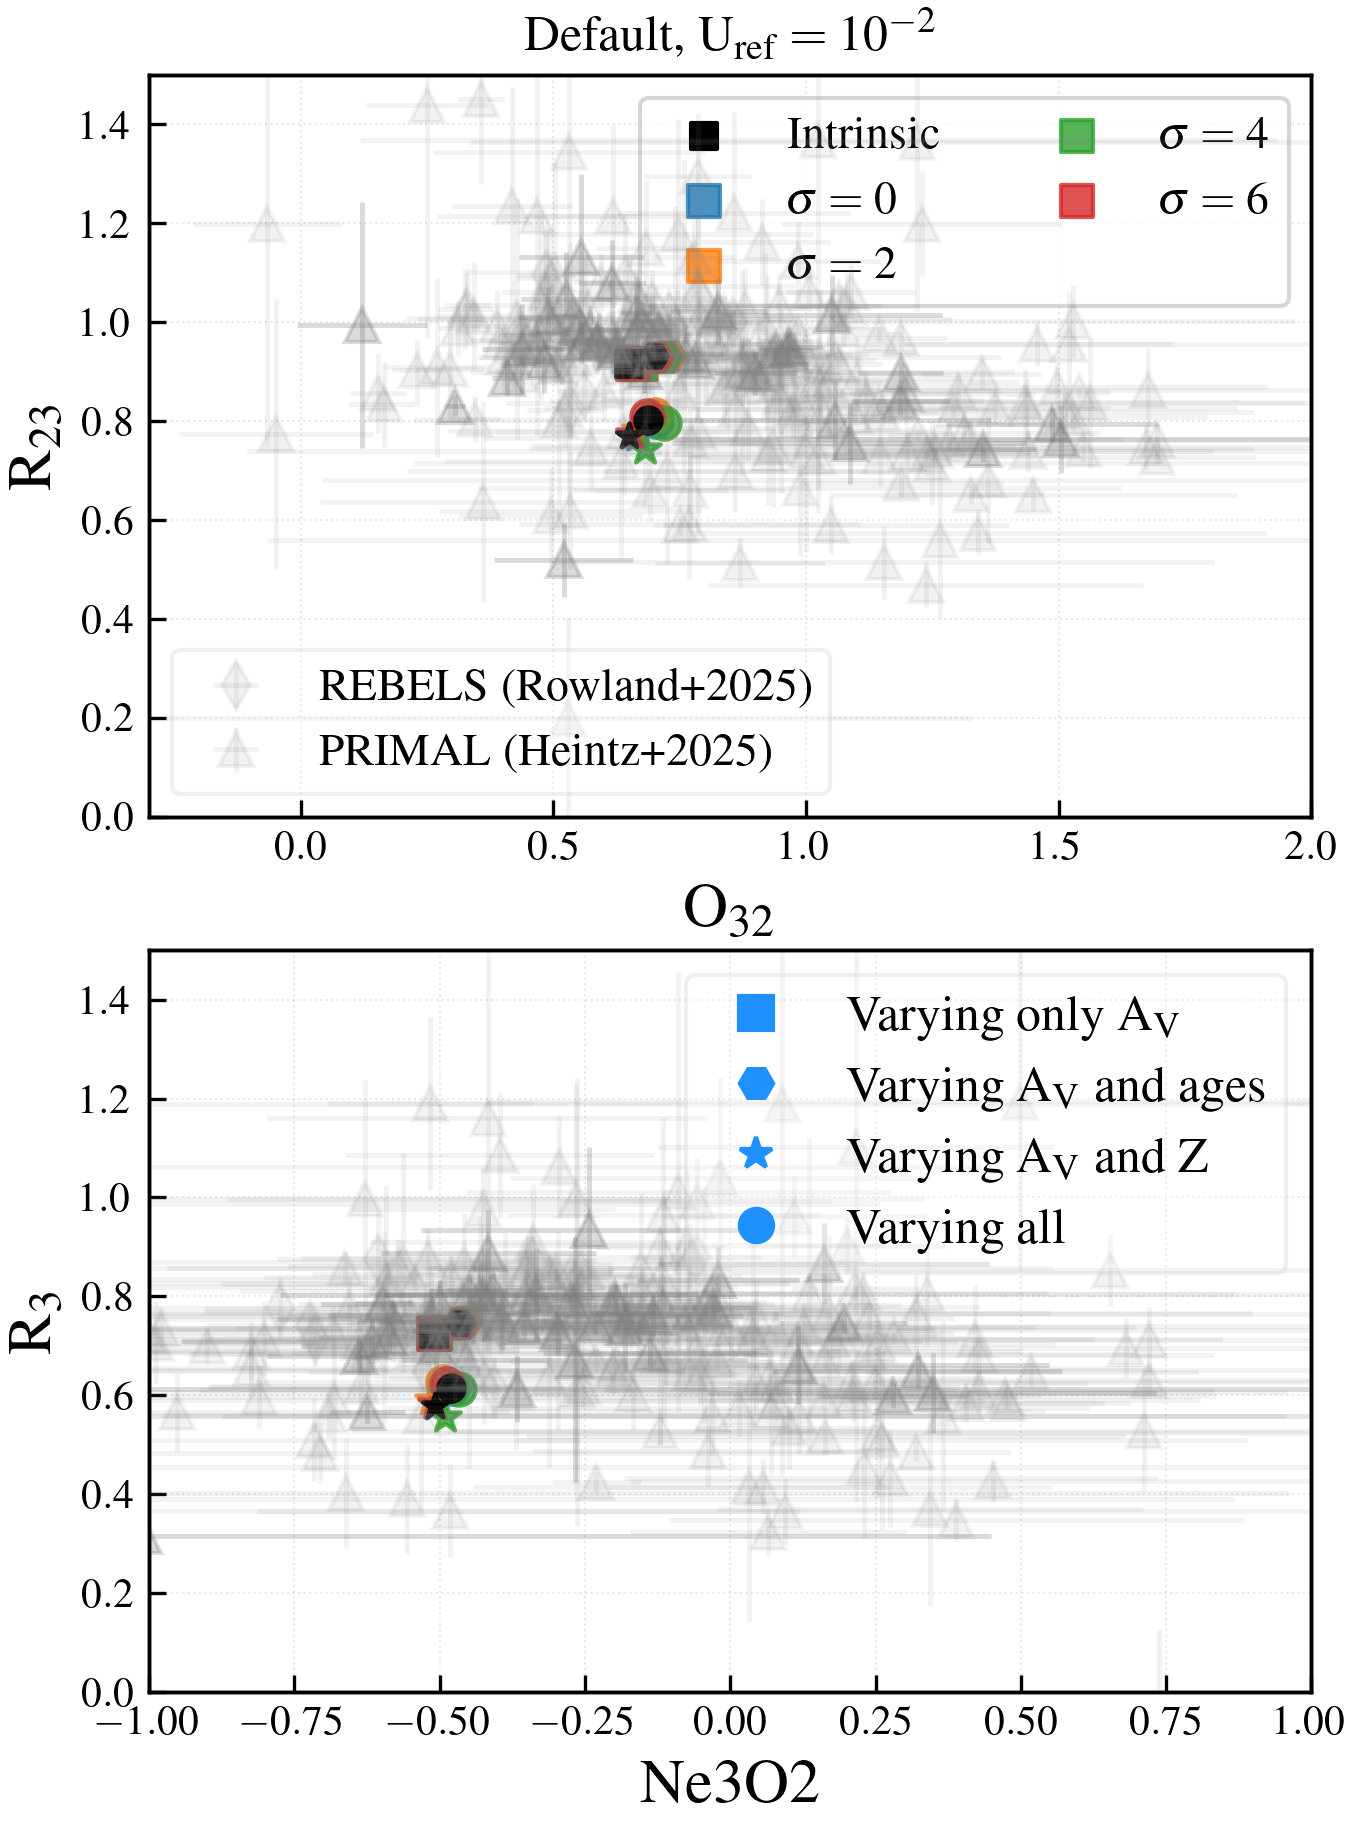 Default, U_ref = 10^−2
1.4
1.2
1.0
0.8
0.6
0.4
0.2
0.0
R_23
Intrinsic
σ = 0
σ = 2
σ = 4
σ = 6
REBELS (Rowland+2025)
PRIMAL (Heintz+2025)
0.0 0.5 1.0 1.5 2.0
O_32
1.4
1.2
1.0
0.8
0.6
0.4
0.2
0.0
R_3
Varying only A_V
Varying A_V and ages
Varying A_V and Z
Varying all
−1.00 −0.75 −0.50 −0.25 0.00 0.25 0.50 0.75 1.00
Ne3O2